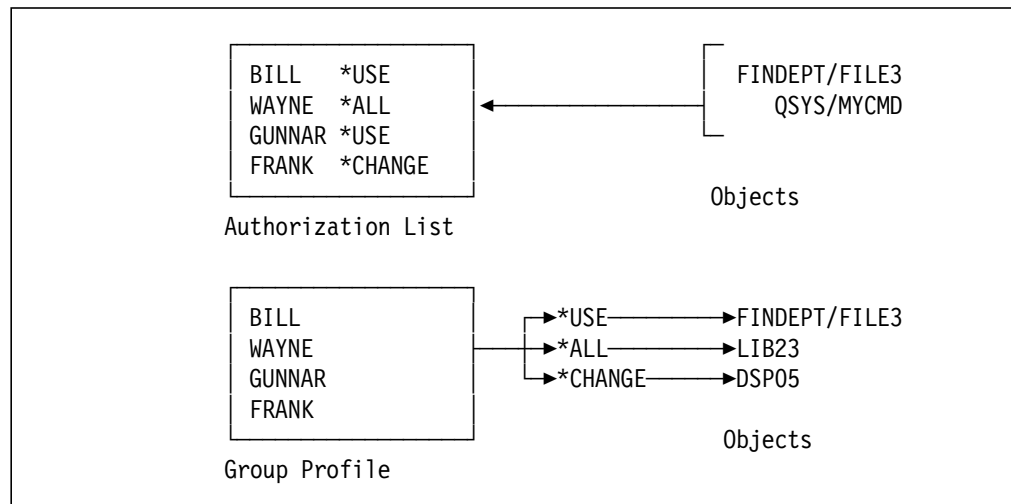 BILL *USE
WAYNE *ALL
GUNNAR *USE
FRANK *CHANGE
FINDEPT/FILE3
QSYS/MYCMD
Objects
Authorization List
BILL
WAYNE
GUNNAR
FRANK
*USE FINDEPT/FILE3
*ALL LIB23
*CHANGE DSP05
Objects
Group Profile